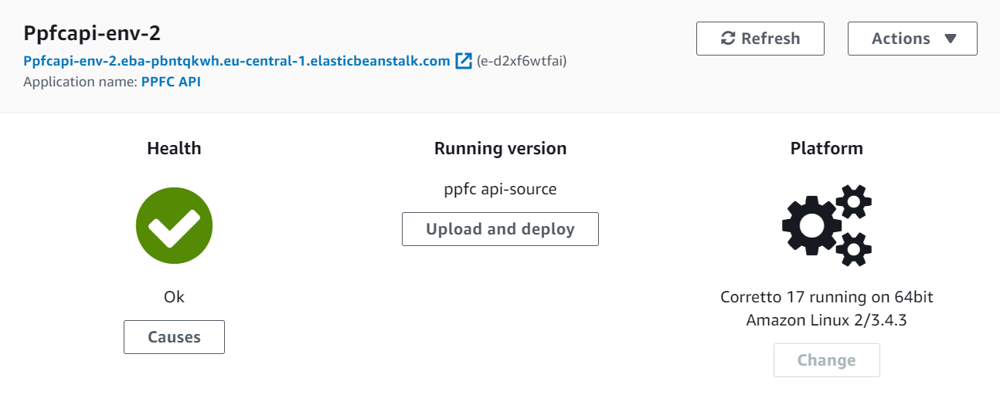 Ppfcapi-env-2
Refresh
Actions
Ppfcapi-env-2.eba-pbntqkwh.eu-central-1.elasticbeanstalk.com (e-d2xf6wtfai)
Application name: PPFC API
Health
Running version
Platform
ppfc api-source
Upload and deploy
Ok
Causes
Corretto 17 running on 64bit
Amazon Linux 2/3.4.3
Change